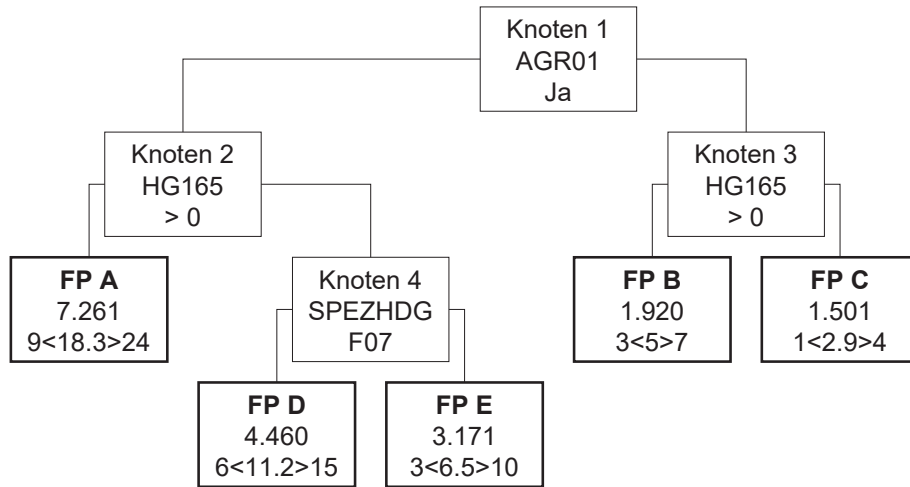 Knoten 1
AGR01
Ja
Knoten 2
HG165
> 0
Knoten 3
HG165
> 0
FP A
7.261
9<18.3>24
Knoten 4
SPEZHDG
F07
FP B
1.920
3<5>7
FP C
1.501
1<2.9>4
FP D
4.460
6<11.2>15
FP E
3.171
3<6.5>10